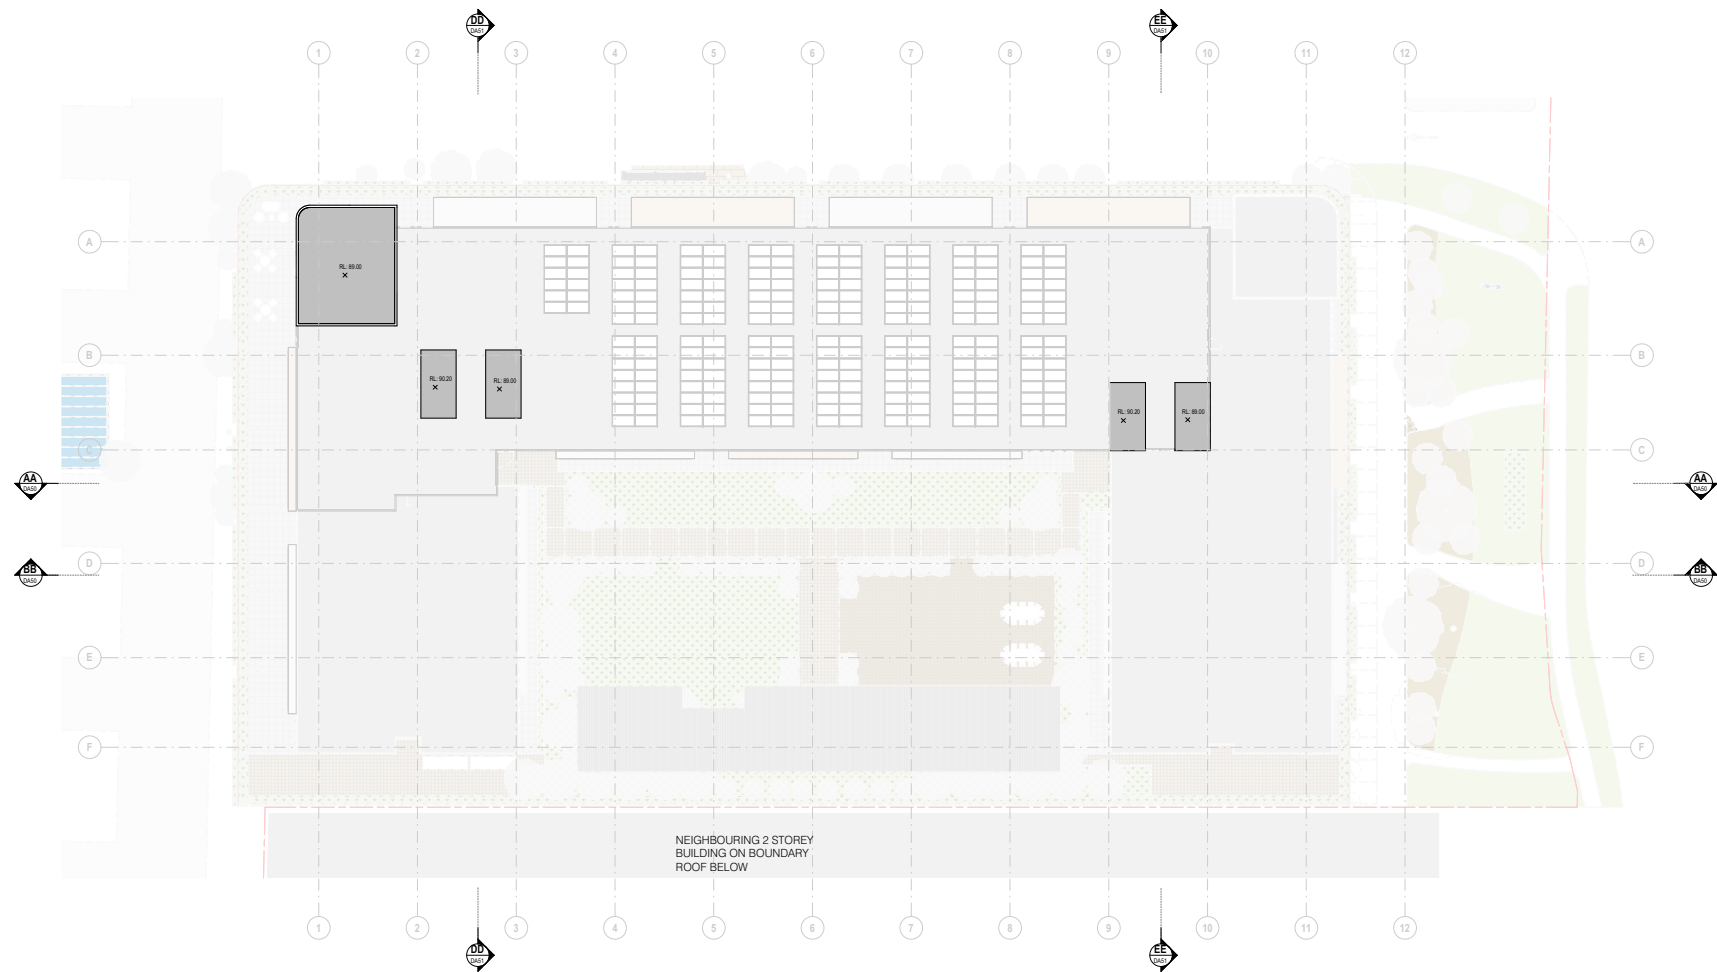 DD
DA51
EE
DA51
1 2 3 4 5 6 7 8 9 10 11 12
A A
RL: 89.00
B B
RL: 90.20
RL: 89.00
RL: 90.20
RL: 89.00
C C
AA
DA50
AA
DA50
D D
BB
DA50
BB
DA50
E E
F F
NEIGHBOURING 2 STOREY
BUILDING ON BOUNDARY
ROOF BELOW
1 2 3 4 5 6 7 8 9 10 11 12
DD
DA51
EE
DA51